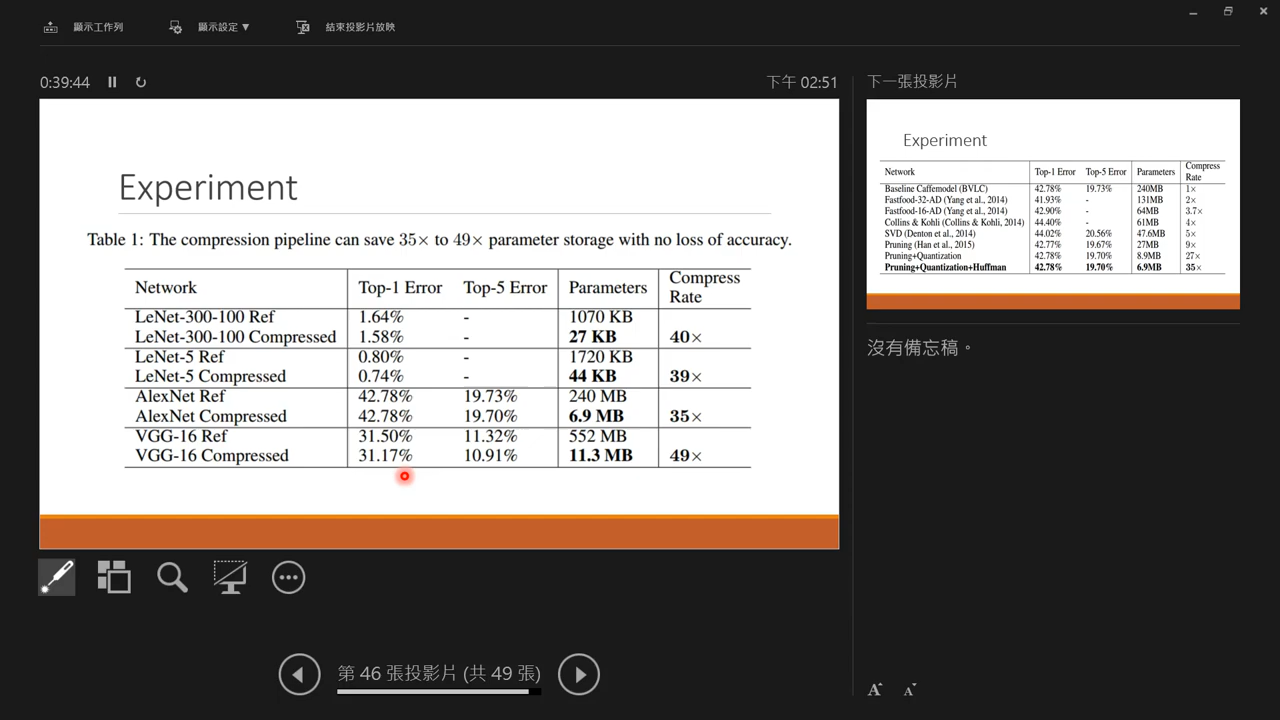 顯示工作列 顯示設定 ▼ 結束投影片放映
0:39:44 下午 02:51
Experiment
Table 1: The compression pipeline can save 35× to 49× parameter storage with no loss of accuracy.
Network Top-1 Error Top-5 Error Parameters Compress Rate
LeNet-300-100 Ref 1.64% - 1070 KB
LeNet-300-100 Compressed 1.58% - 27 KB 40×
LeNet-5 Ref 0.80% 1720 KB
LeNet-5 Compressed 0.74% - 44 KB 39×
AlexNet Ref 42.78% 19.73% 240 MB
AlexNet Compressed 42.78% 19.70% 6.9 MB 35×
VGG-16 Ref 31.50% 11.32% 552 MB
VGG-16 Compressed 31.17% 10.91% 11.3 MB 49×
第 46 張投影片 (共 49 張)
下一張投影片
Experiment
Network Top-1 Error Top-5 Error Parameters Compress Rate
Baseline Caffemodel (BVLC) 42.78% 19.73% 240MB 1×
Fastfood-32-AD (Yang et al., 2014) 41.93% - 131MB 2×
Fastfood-16-AD (Yang et al., 2014) 42.90% - 64MB 3.7×
Collins & Kohli (Collins & Kohli, 2014) 44.40% - 61MB 4×
SVD (Denton et al., 2014) 44.02% 20.56% 47.6MB 5×
Pruning (Han et al., 2015) 42.77% 19.67% 27MB 9×
Pruning+Quantization 42.78% 19.70% 8.9MB 27×
Pruning+Quantization+Huffman 42.78% 19.70% 6.9MB 35×
沒有備忘稿。
A A